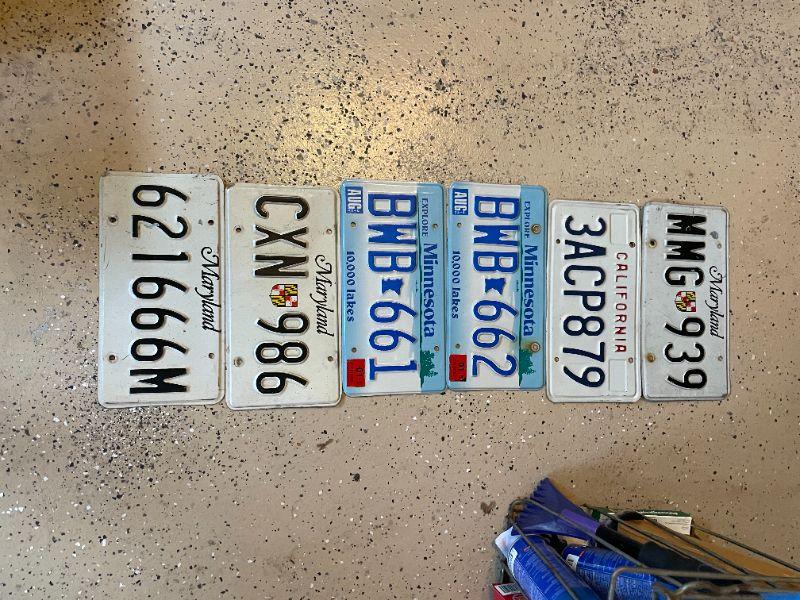 Maryland
MMG 939
CALIFORNIA
3ACP879
EXPLORE Minnesota
BWB 662
AUG 10,000 lakes
EXPLORE Minnesota
BWB 661
AUG 10,000 lakes
Maryland
CXN 986
Maryland
621666M